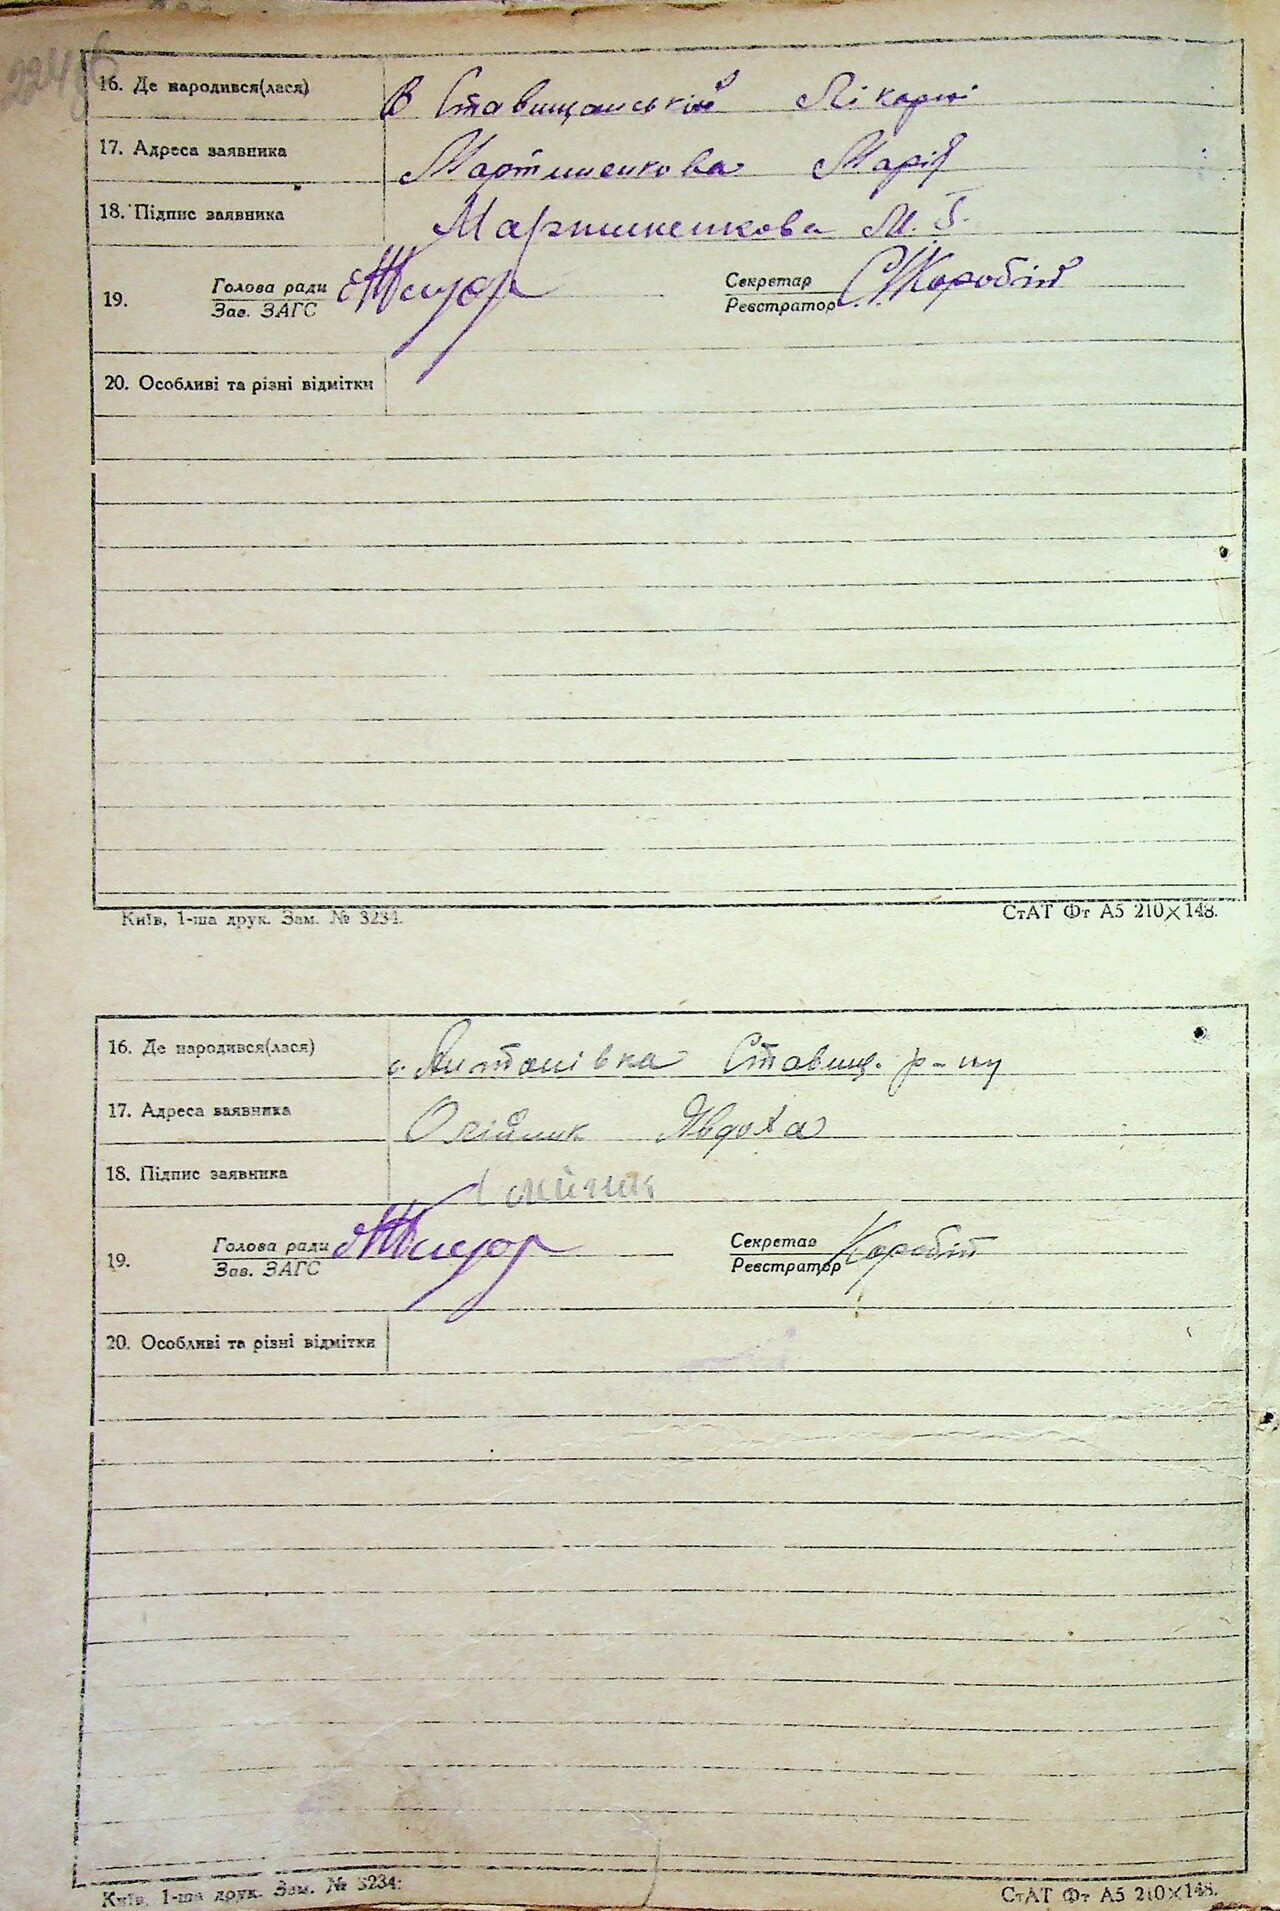 16. Де народився(лася) В Ставищанській Лікарні
17. Адреса заявника Мартиненкова Марія
18. Підпис заявника Мартиненкова М.
19. Голова ради Секретар Коробій
Зав. ЗАГС Реєстратор
20. Особливі та різні відмітки
Київ, 1-ша друк. Зам. № 3234. СтАТ Фт А5 210×148.
16. Де народився(лася) с. Антонівка Ставищ. р-ну
17. Адреса заявника Олійник Явдоха
18. Підпис заявника Олійник
19. Голова ради Секретар Коробій
Зав. ЗАГС Реєстратор
20. Особливі та різні відмітки
Київ, 1-ша друк. Зам. № 3234. СтАТ Фт А5 210×148.